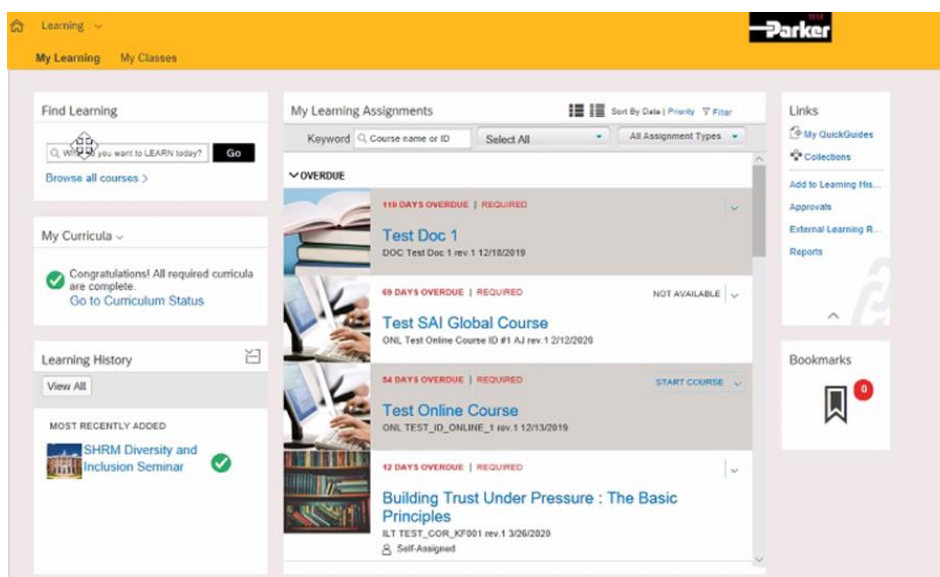 Learning
TEST
Parker
My Learning My Classes
Find Learning
you want to LEARN today? Go
Browse all courses >
My Curricula
Congratulations! All required curricula
are complete.
Go to Curriculum Status
Learning History
View All
MOST RECENTLY ADDED
SHRM Diversity and
Inclusion Seminar
My Learning Assignments Sort By Date | Priority Filter
Keyword Course name or ID Select All All Assignment Types
OVERDUE
DAYS OVERDUE | REQUIRED
Test Doc 1
DOC Test Doc 1 rev.1 12/18/2019
69 DAYS OVERDUE | REQUIRED NOT AVAILABLE
Test SAI Global Course
ONL Test Online Course ID #1 AJ rev.1 2/12/2020
54 DAYS OVERDUE | REQUIRED START COURSE
Test Online Course
ONL TEST_ID_ONLINE_1 rev.1 12/13/2019
12 DAYS OVERDUE | REQUIRED
Building Trust Under Pressure : The Basic
Principles
ILT TEST_COR_KF001 rev.1 3/26/2020
Self-Assigned
Links
My QuickGuides
Collections
Add to Learning His...
Approvals
External Learning R...
Reports
Bookmarks
0